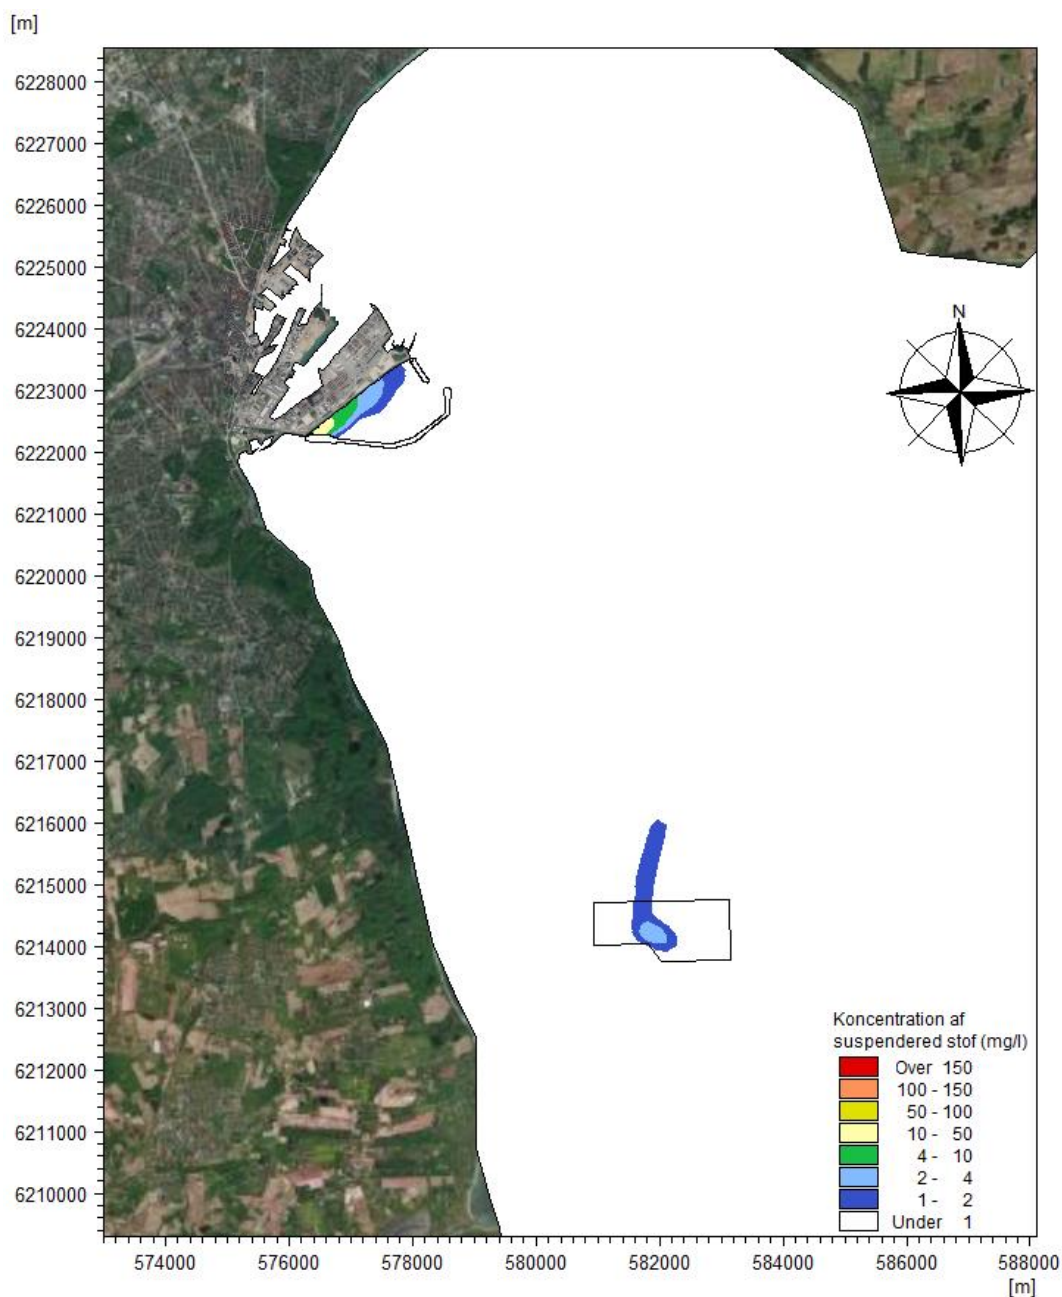 [m]
6228000
6227000
6226000
6225000
6224000
6223000
6222000
6221000
6220000
6219000
6218000
6217000
6216000
6215000
6214000
6213000
6212000
6211000
6210000
N
Koncentration af
suspendered stof (mg/l)
Over 150
100 - 150
50 - 100
10 - 50
4 - 10
2 - 4
1 - 2
Under 1
574000 576000 578000 580000 582000 584000 586000 588000
[m]